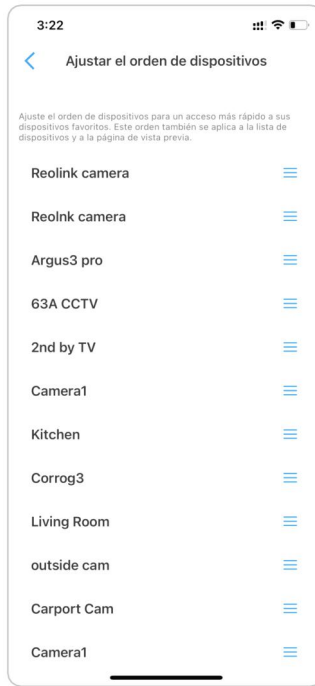 3:22
Ajustar el orden de dispositivos
Ajuste el orden de dispositivos para un acceso más rápido a sus
dispositivos favoritos. Este orden también se aplica a la lista de
dispositivos y a la página de vista previa.
Reolink camera
Reolnk camera
Argus3 pro
63A CCTV
2nd by TV
Camera1
Kitchen
Corrog3
Living Room
outside cam
Carport Cam
Camera1